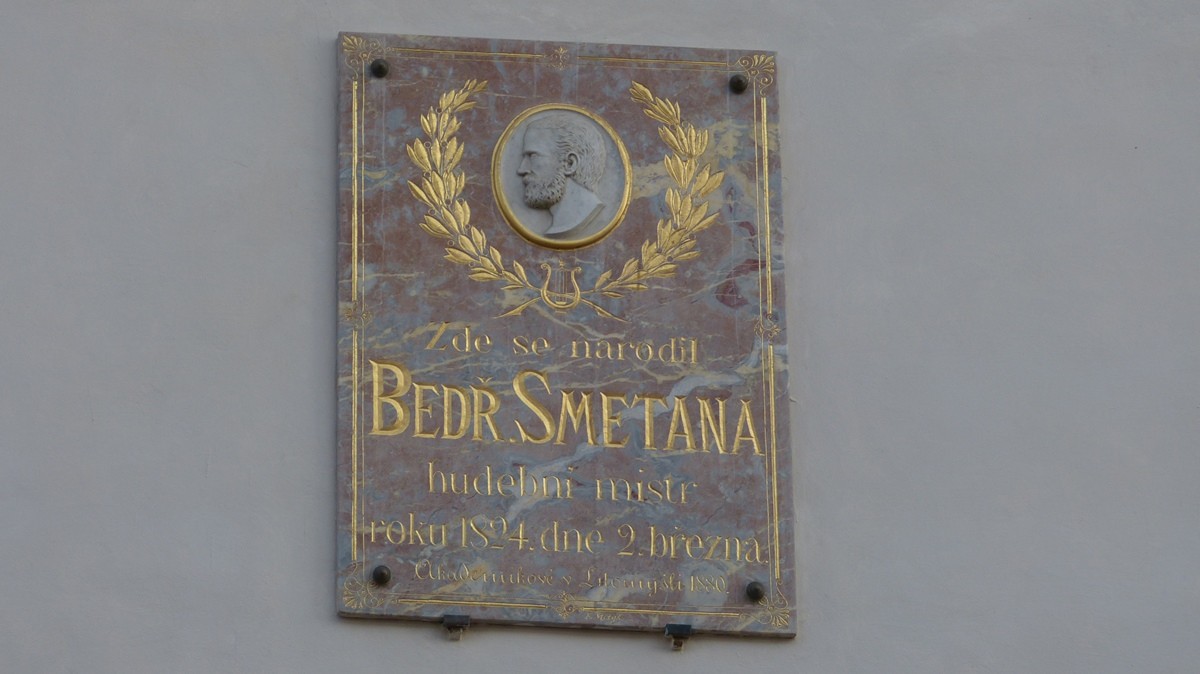 Zde se narodil
BEDŘ. SMETANA
hudební mistr
roku 1824. dne 2. března.
Akademikové v Litomyšli 1880.